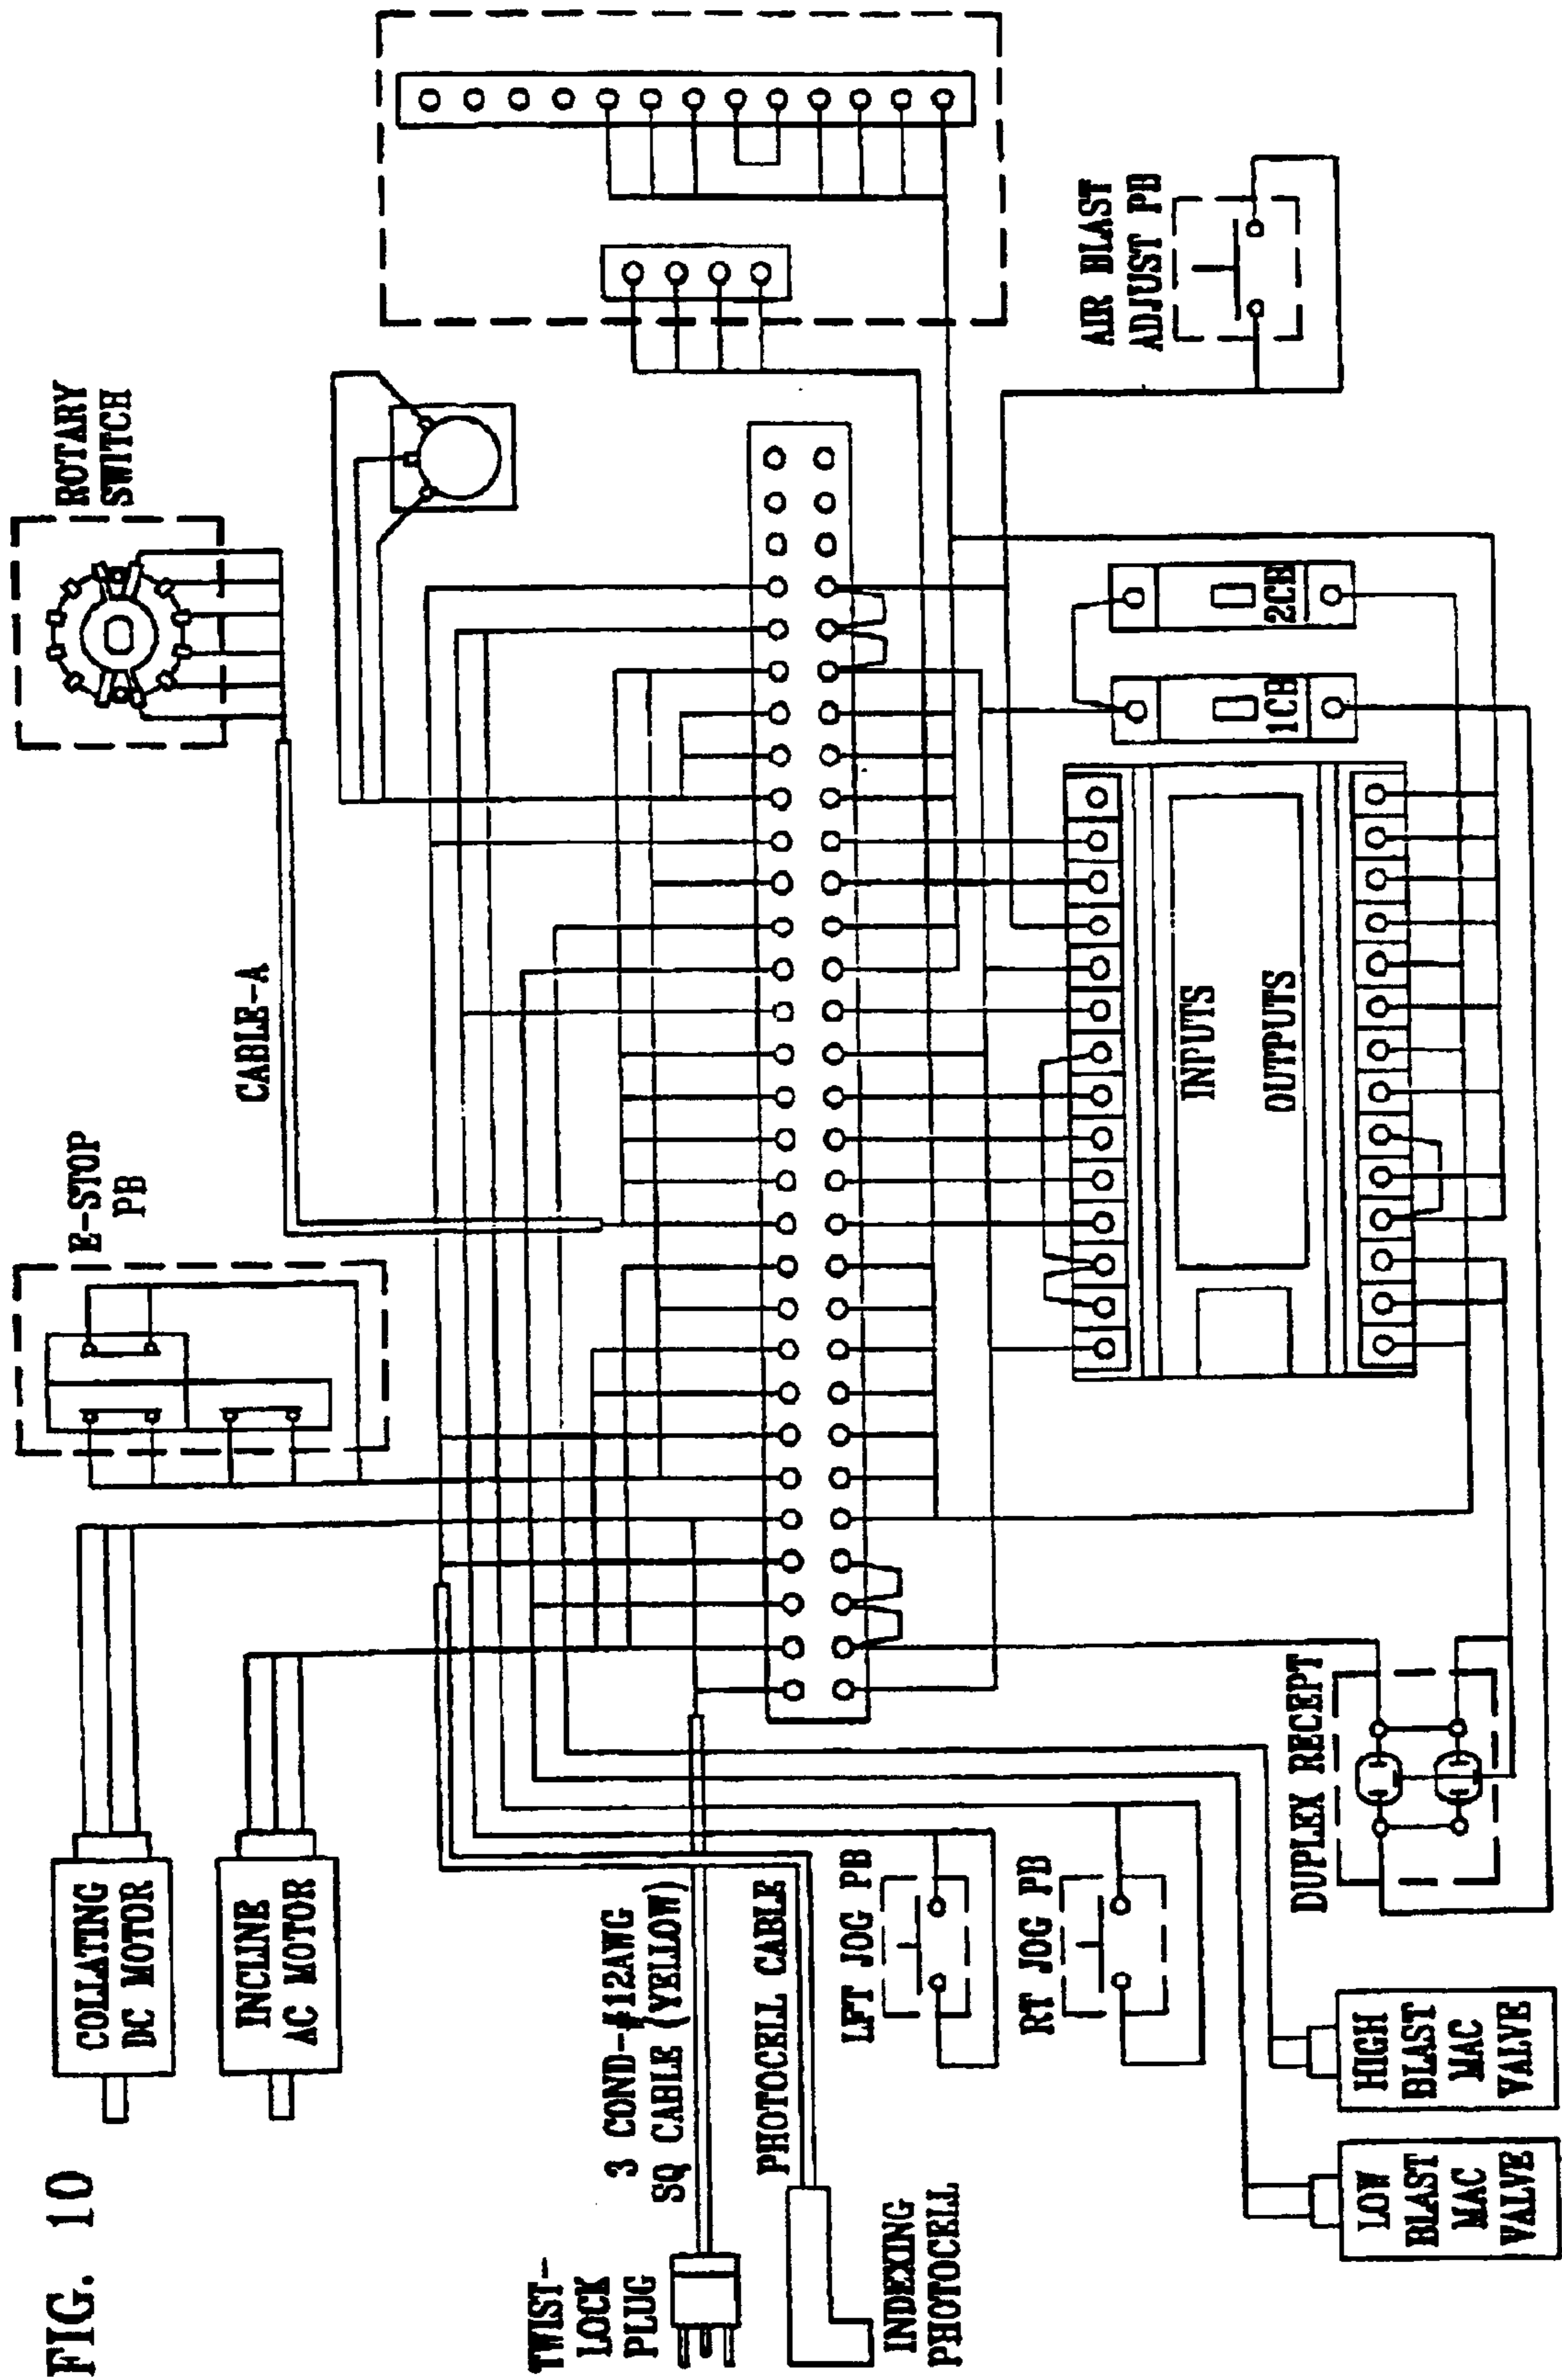 FIG. 10
COLLATING
DC MOTOR
INCLINE
AC MOTOR
E-STOP
PB
CABLE-A
ROTARY
SWITCH
TWIST-
LOCK
PLUG
3 COND-#12AWG
SQ CABLE (YELLOW)
PHOTOCELL CABLE
INDEXING
PHOTOCELL
LFT JOG PB
RT JOG PB
DUPLEX RECEPT
LOW
BLAST
MAC
VALVE
HIGH
BLAST
MAC
VALVE
INPUTS
OUTPUTS
1CB
2CB
AIR BLAST
ADJUST PB